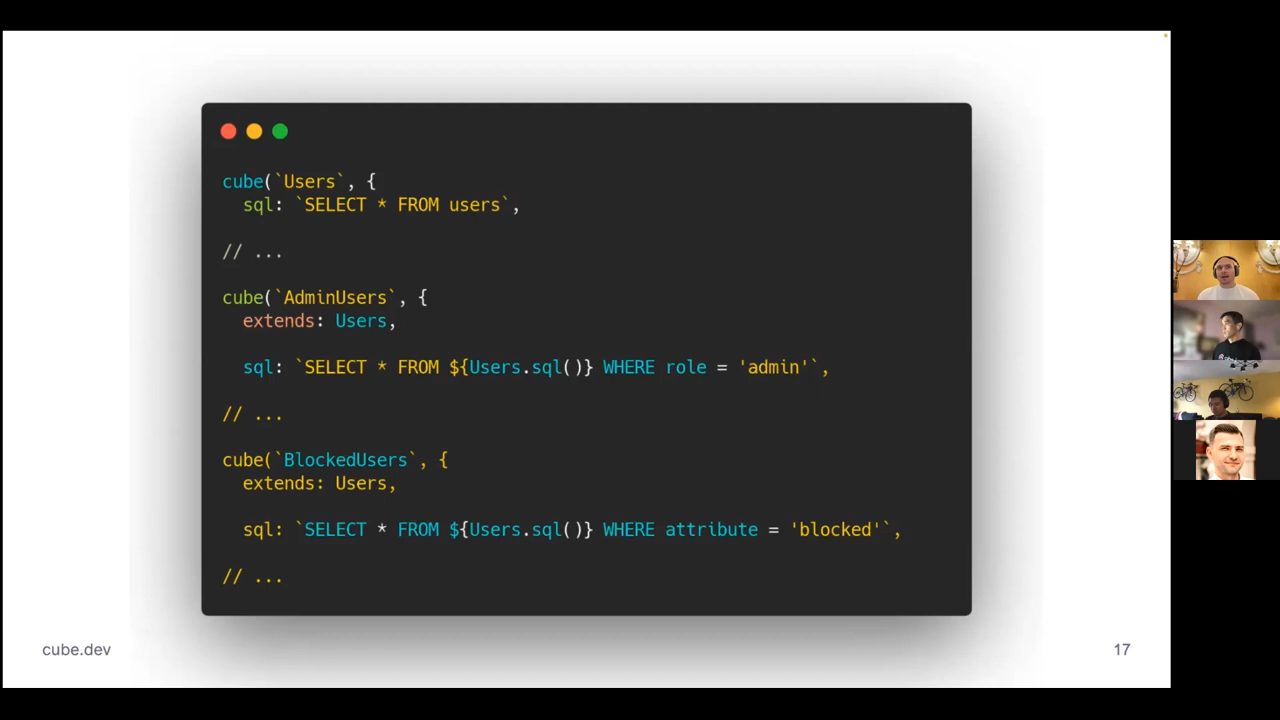 cube(`Users`, {
sql: `SELECT * FROM users`,
// ...
cube(`AdminUsers`, {
extends: Users,
sql: `SELECT * FROM ${Users.sql()} WHERE role = 'admin'`,
// ...
cube(`BlockedUsers`, {
extends: Users,
sql: `SELECT * FROM ${Users.sql()} WHERE attribute = 'blocked'`,
// ...
cube.dev
17